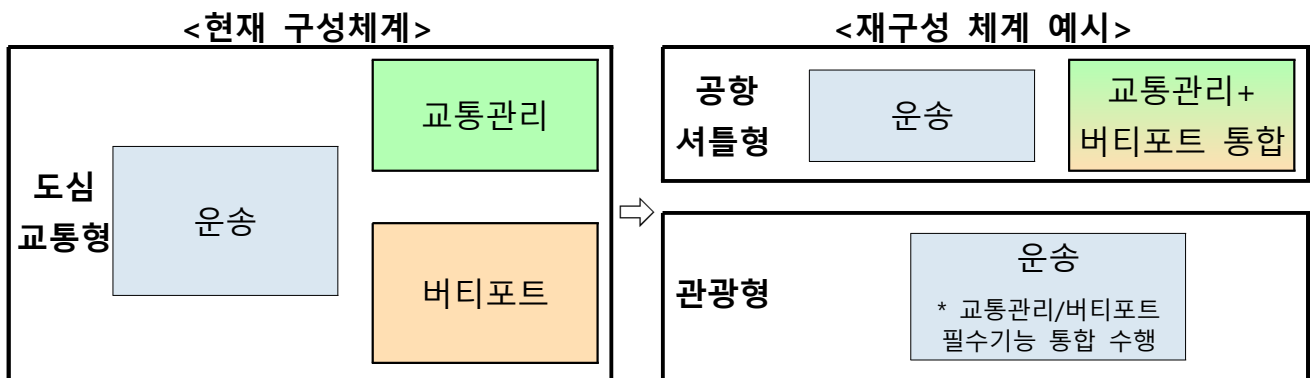 <현재 구성체계>
도심
교통형
운송
교통관리
버티포트
<재구성 체계 예시>
공항
셔틀형
운송
교통관리+
버티포트 통합
관광형
운송
* 교통관리/버티포트
필수기능 통합 수행